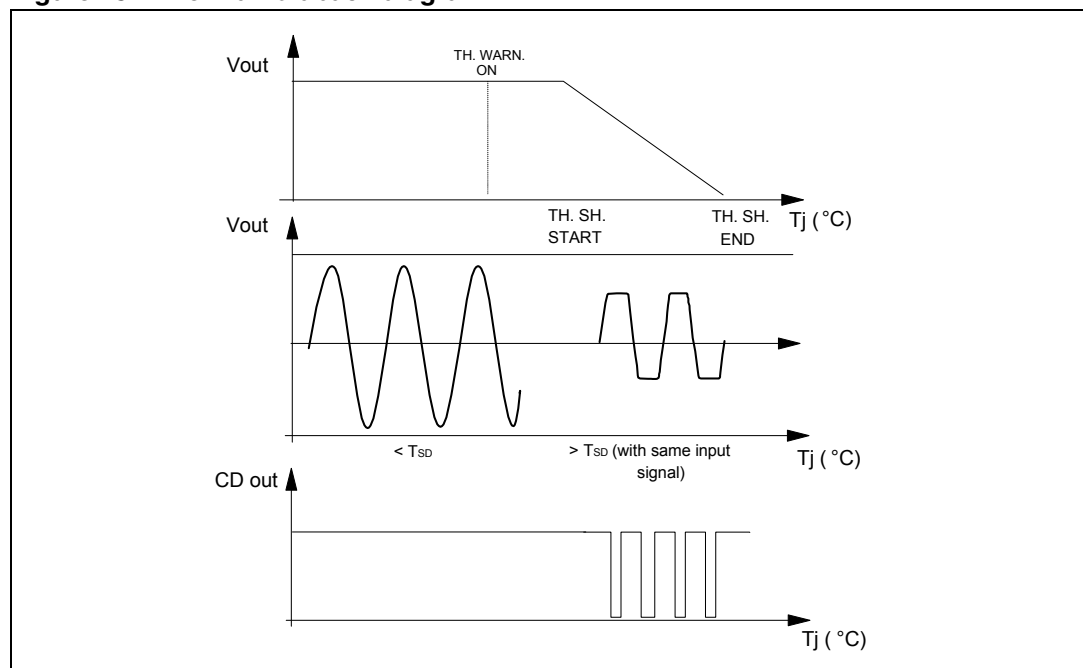 Vout
TH. WARN.
ON
TH. SH.
START
TH. SH.
END
Tj ( °C)
Vout
< TSD
> TSD (with same input
signal)
Tj ( °C)
CD out
Tj ( °C)